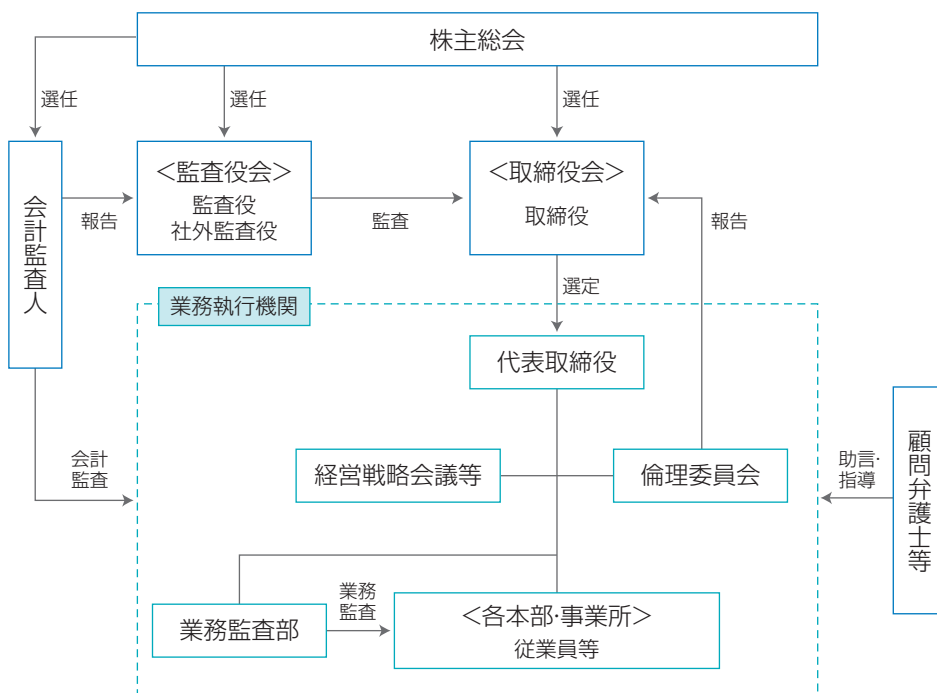 株主総会
選任
選任
選任
会計監査人
報告
＜監査役会＞
監査役
社外監査役
監査
＜取締役会＞
取締役
報告
選定
業務執行機関
代表取締役
会計
監査
経営戦略会議等
倫理委員会
助言・
指導
顧問弁護士等
業務監査部
業務
監査
＜各本部・事業所＞
従業員等